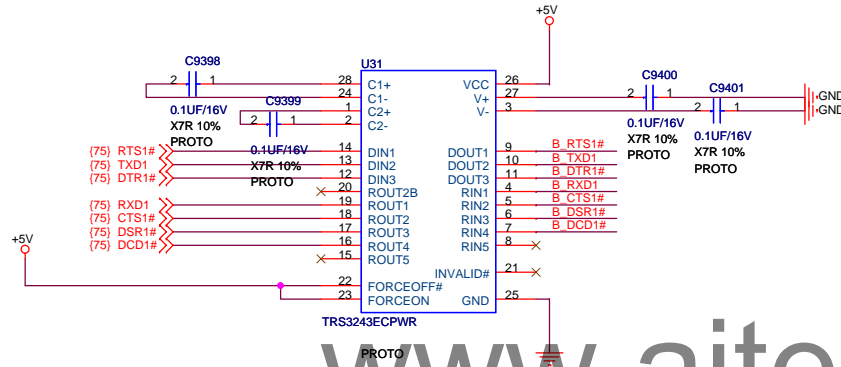 +5V
C9398
2 1
0.1UF/16V
X7R 10%
PROTO
C9399
2 1
0.1UF/16V
X7R 10%
PROTO
U31
28 C1+
24 C1-
1 C2+
2 C2-
{75} RTS1# 14 DIN1
{75} TXD1 13 DIN2
{75} DTR1# 12 DIN3
20 ROUT2B
{75} RXD1 19 ROUT1
{75} CTS1# 18 ROUT2
{75} DSR1# 17 ROUT3
{75} DCD1# 16 ROUT4
15 ROUT5
+5V
22 FORCEOFF#
23 FORCEON
VCC 26
V+ 27
V- 3
DOUT1 9 B_RTS1#
DOUT2 10 B_TXD1
DOUT3 11 B_DTR1#
RIN1 4 B_RXD1
RIN2 5 B_CTS1#
RIN3 6 B_DSR1#
RIN4 7 B_DCD1#
RIN5 8
INVALID# 21
GND 25
C9400
2 1
0.1UF/16V
X7R 10%
PROTO
C9401
2 1
0.1UF/16V
X7R 10%
PROTO
GND
GND
TRS3243ECPWR
PROTO
www.aite